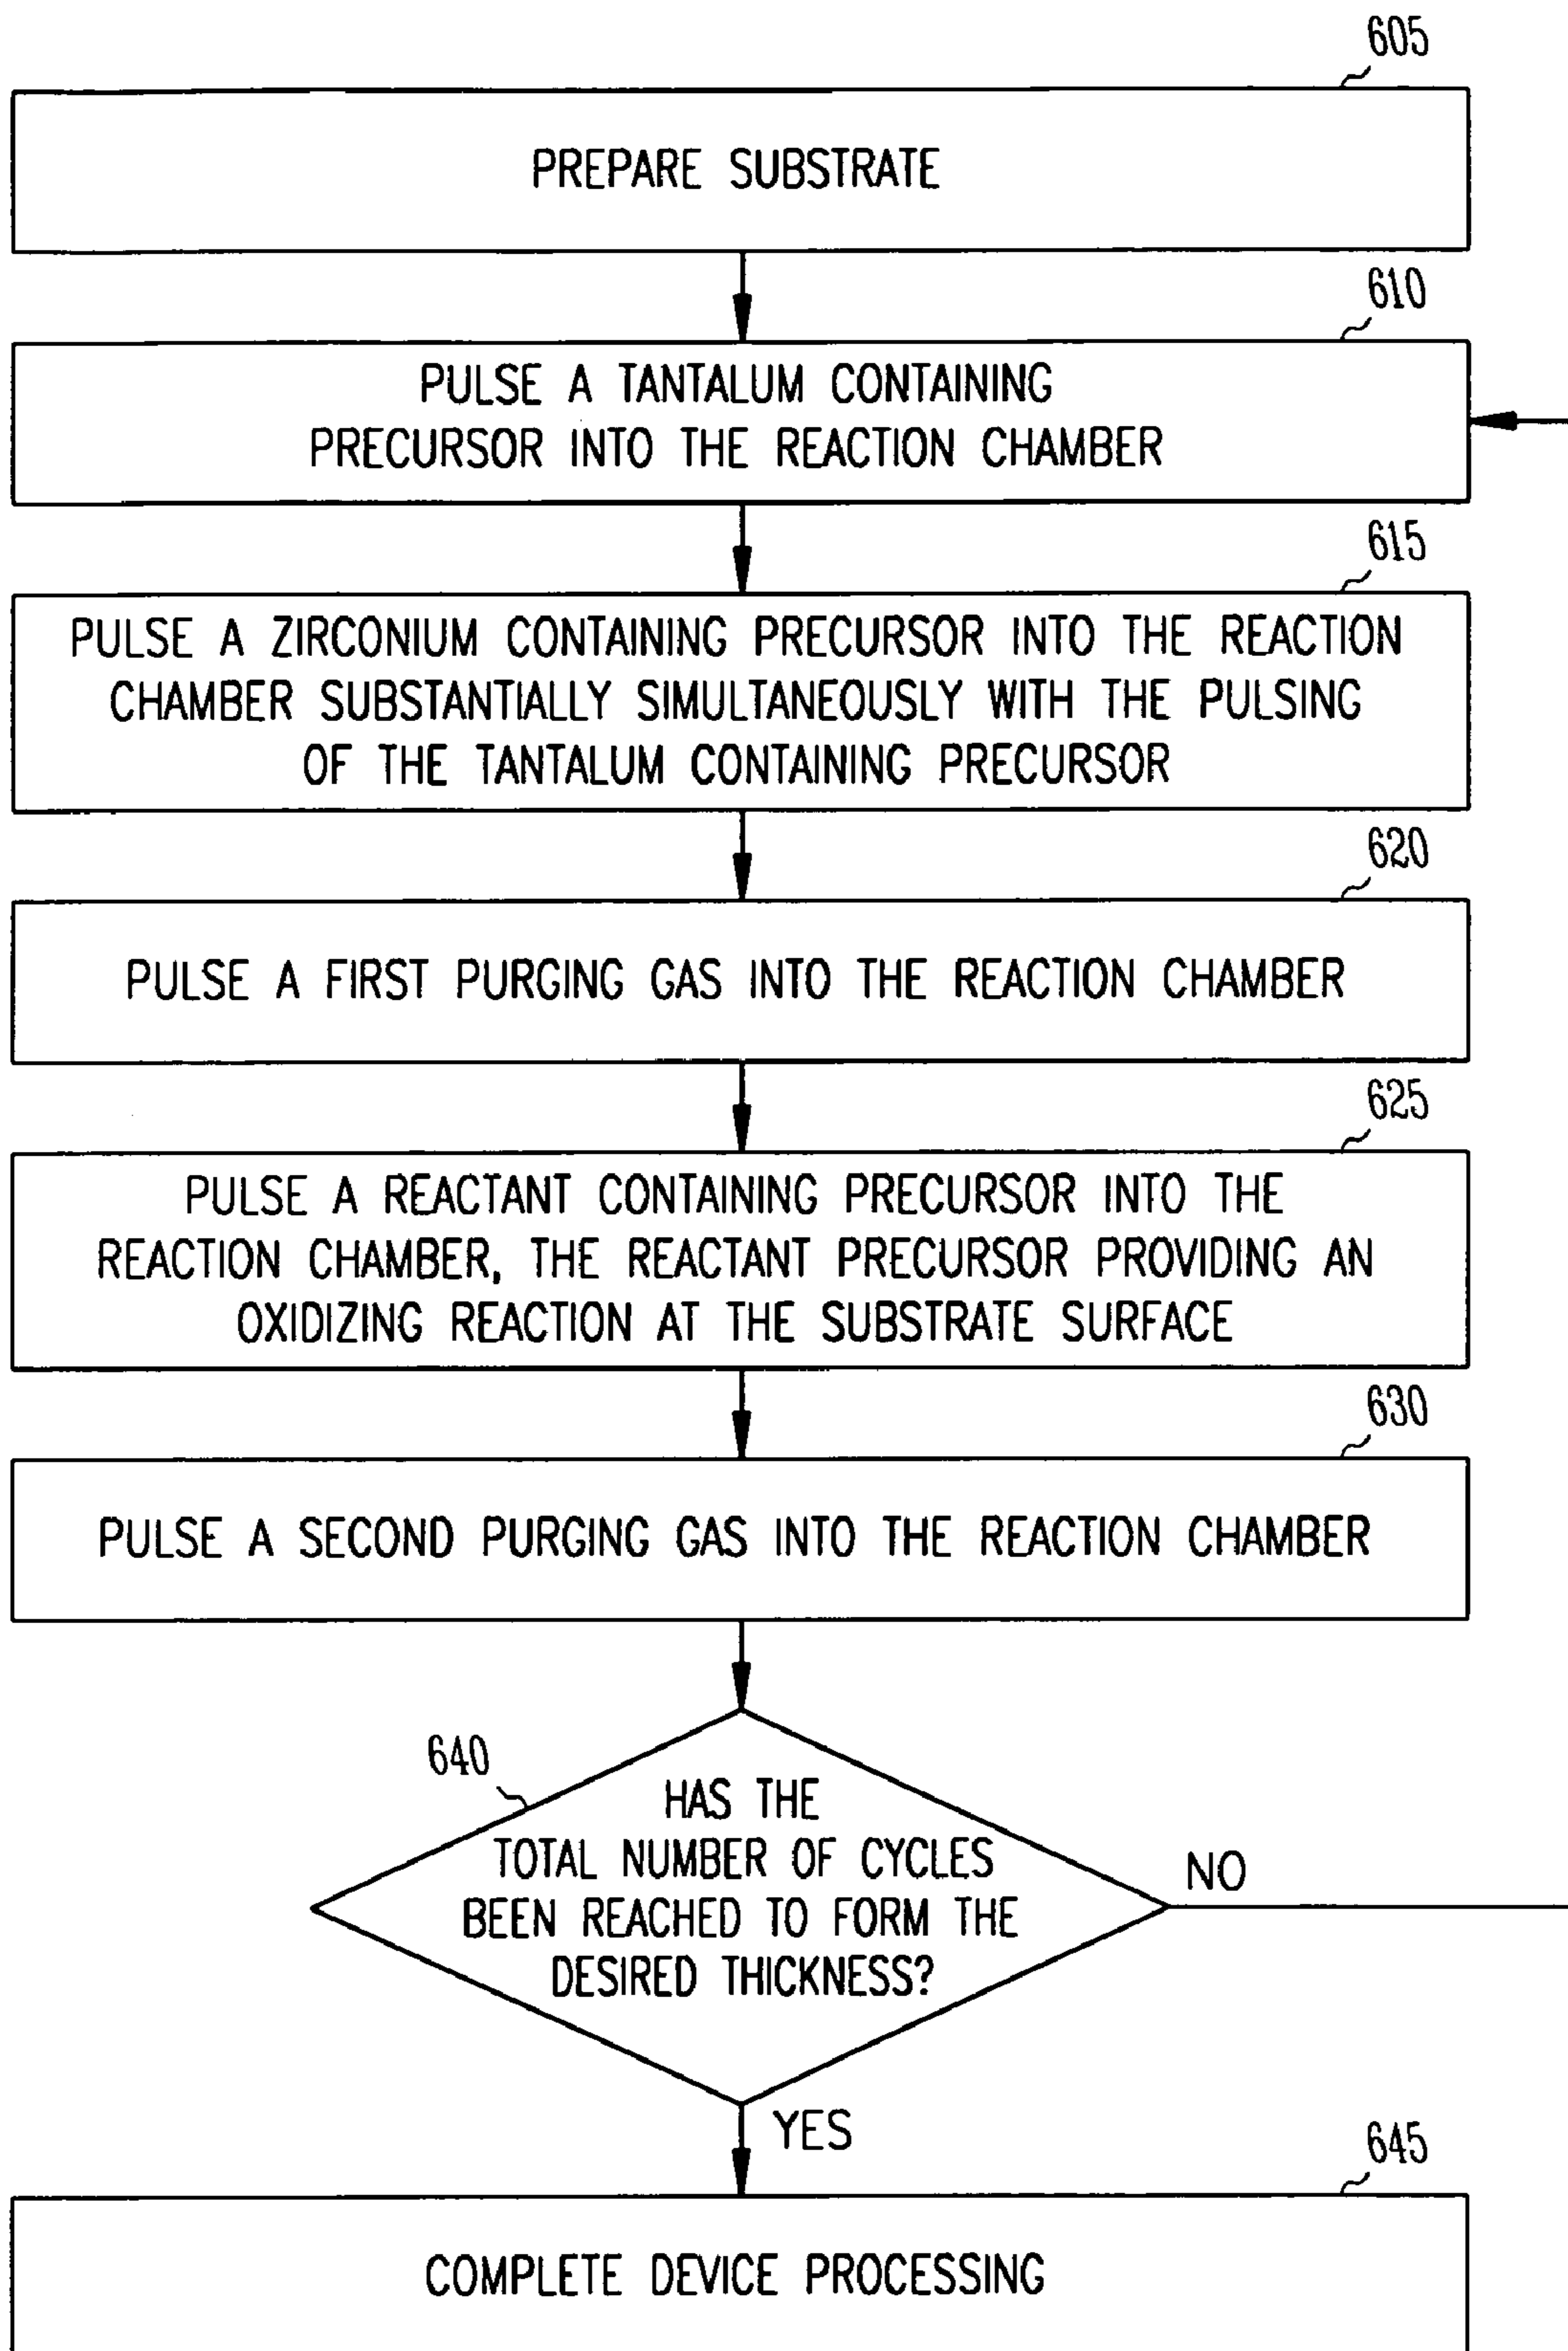 605
PREPARE SUBSTRATE
610
PULSE A TANTALUM CONTAINING
PRECURSOR INTO THE REACTION CHAMBER
615
PULSE A ZIRCONIUM CONTAINING PRECURSOR INTO THE REACTION
CHAMBER SUBSTANTIALLY SIMULTANEOUSLY WITH THE PULSING
OF THE TANTALUM CONTAINING PRECURSOR
620
PULSE A FIRST PURGING GAS INTO THE REACTION CHAMBER
625
PULSE A REACTANT CONTAINING PRECURSOR INTO THE
REACTION CHAMBER, THE REACTANT PRECURSOR PROVIDING AN
OXIDIZING REACTION AT THE SUBSTRATE SURFACE
630
PULSE A SECOND PURGING GAS INTO THE REACTION CHAMBER
640
HAS THE
TOTAL NUMBER OF CYCLES
BEEN REACHED TO FORM THE
DESIRED THICKNESS?
NO
YES
645
COMPLETE DEVICE PROCESSING